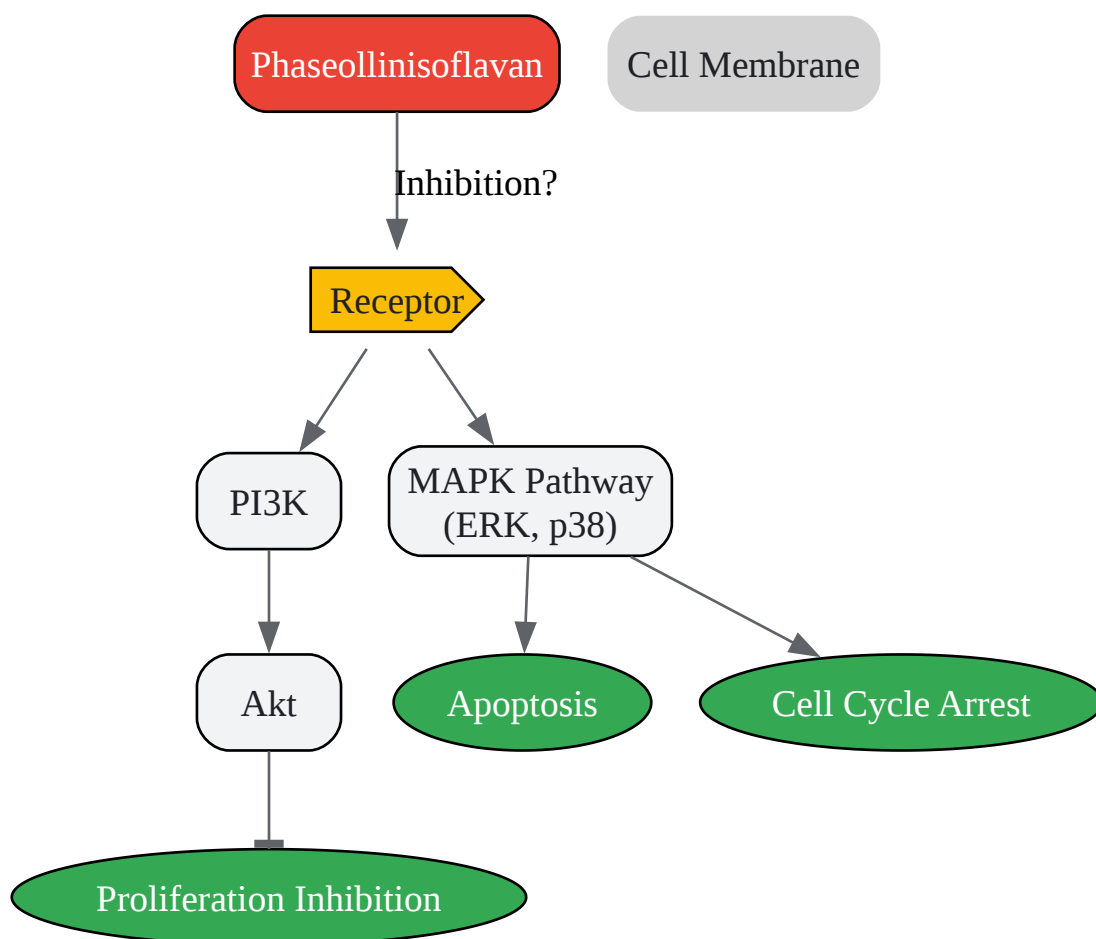 Phaseollinisoflavan
Cell Membrane
Inhibition?
Receptor
PI3K
MAPK Pathway
(ERK, p38)
Akt
Apoptosis
Cell Cycle Arrest
Proliferation Inhibition